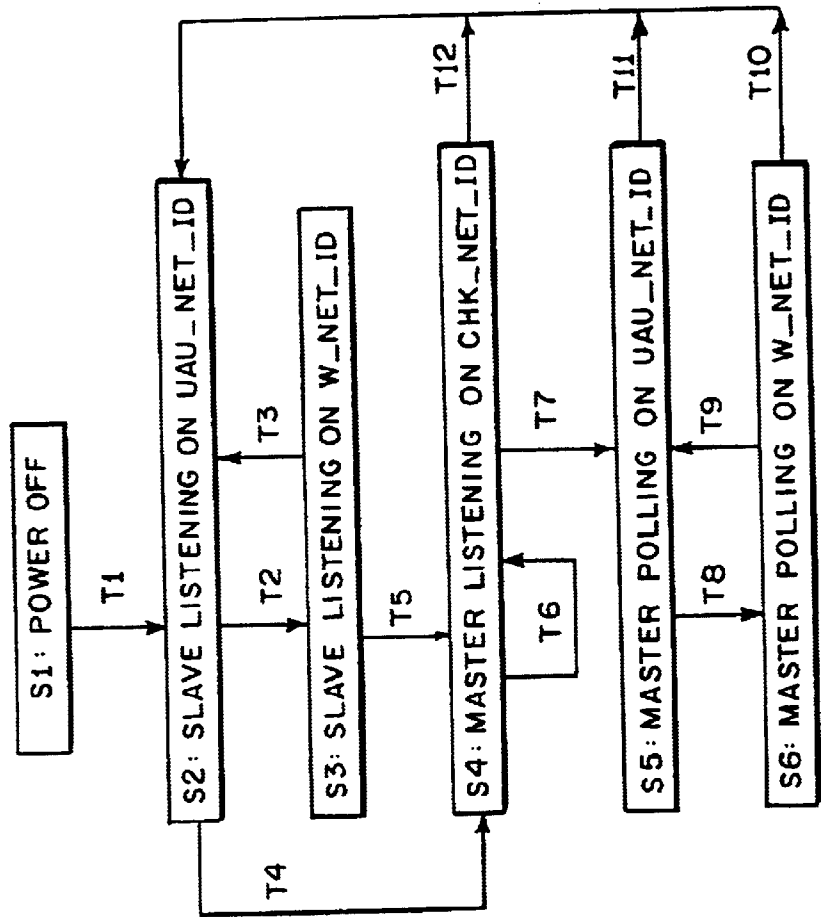 S1: POWER OFF
T1
S2: SLAVE LISTENING ON UAU_NET_ID
T2
T3
S3: SLAVE LISTENING ON W_NET_ID
T4
T5
S4: MASTER LISTENING ON CHK_NET_ID
T12
T6
T7
S5: MASTER POLLING ON UAU_NET_ID
T11
T8
T9
S6: MASTER POLLING ON W_NET_ID
T10